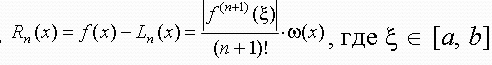 . Rₙ(x) = f(x) − Lₙ(x) = |f⁽ⁿ⁺¹⁾(ξ)| / (n+1)! · ω(x), где ξ ∈ [a, b]